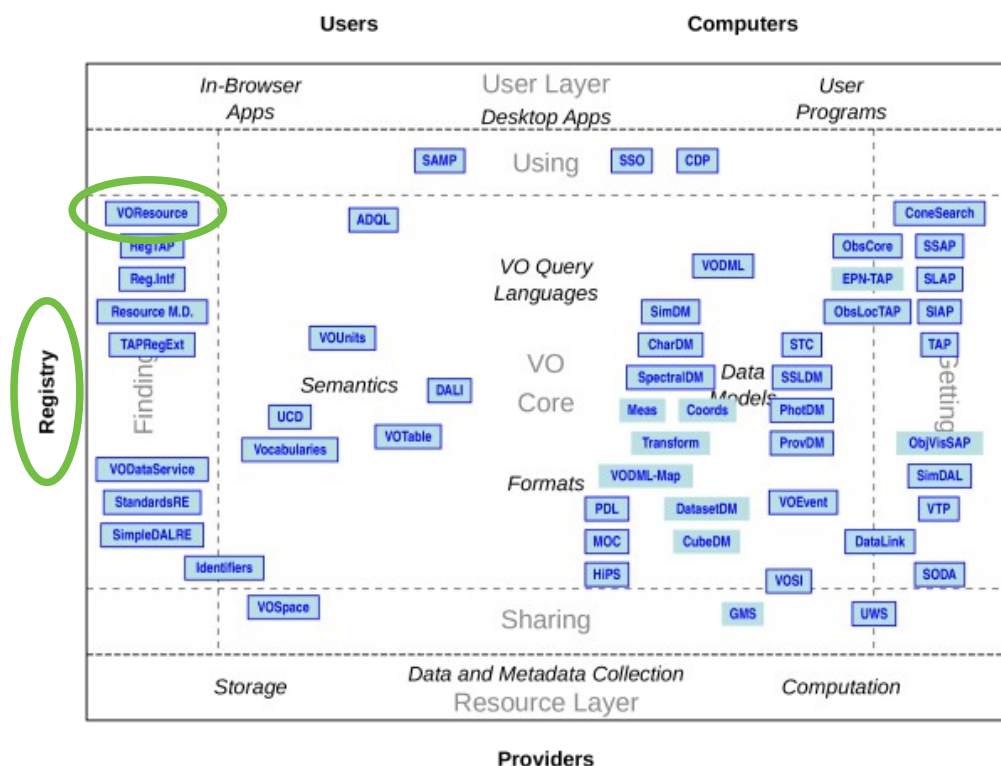 Users
Computers
In-Browser
Apps
User Layer
Desktop Apps
User
Programs
SAMP
Using
SSO
CDP
VOResource
ADQL
ConeSearch
RegTAP
ObsCore
SSAP
VO Query
Languages
VODML
Reg.Intf
EPN-TAP
SLAP
Resource M.D.
SimDM
ObsLocTAP
SIAP
VOUnits
TAPRegExt
CharDM
STC
TAP
Registry
Finding
Semantics
DALI
VO
Core
SpectralDM
Data
Models
SSLDM
Getting
UCD
Meas
Coords
PhotDM
VOTable
Vocabularies
Transform
ProvDM
ObjVisSAP
VODataService
Formats
VODML-Map
SimDAL
StandardsRE
PDL
DatasetDM
VOEvent
VTP
SimpleDALRE
MOC
CubeDM
DataLink
Identifiers
HiPS
VOSI
SODA
VOSpace
Sharing
GMS
UWS
Storage
Data and Metadata Collection
Computation
Resource Layer
Providers